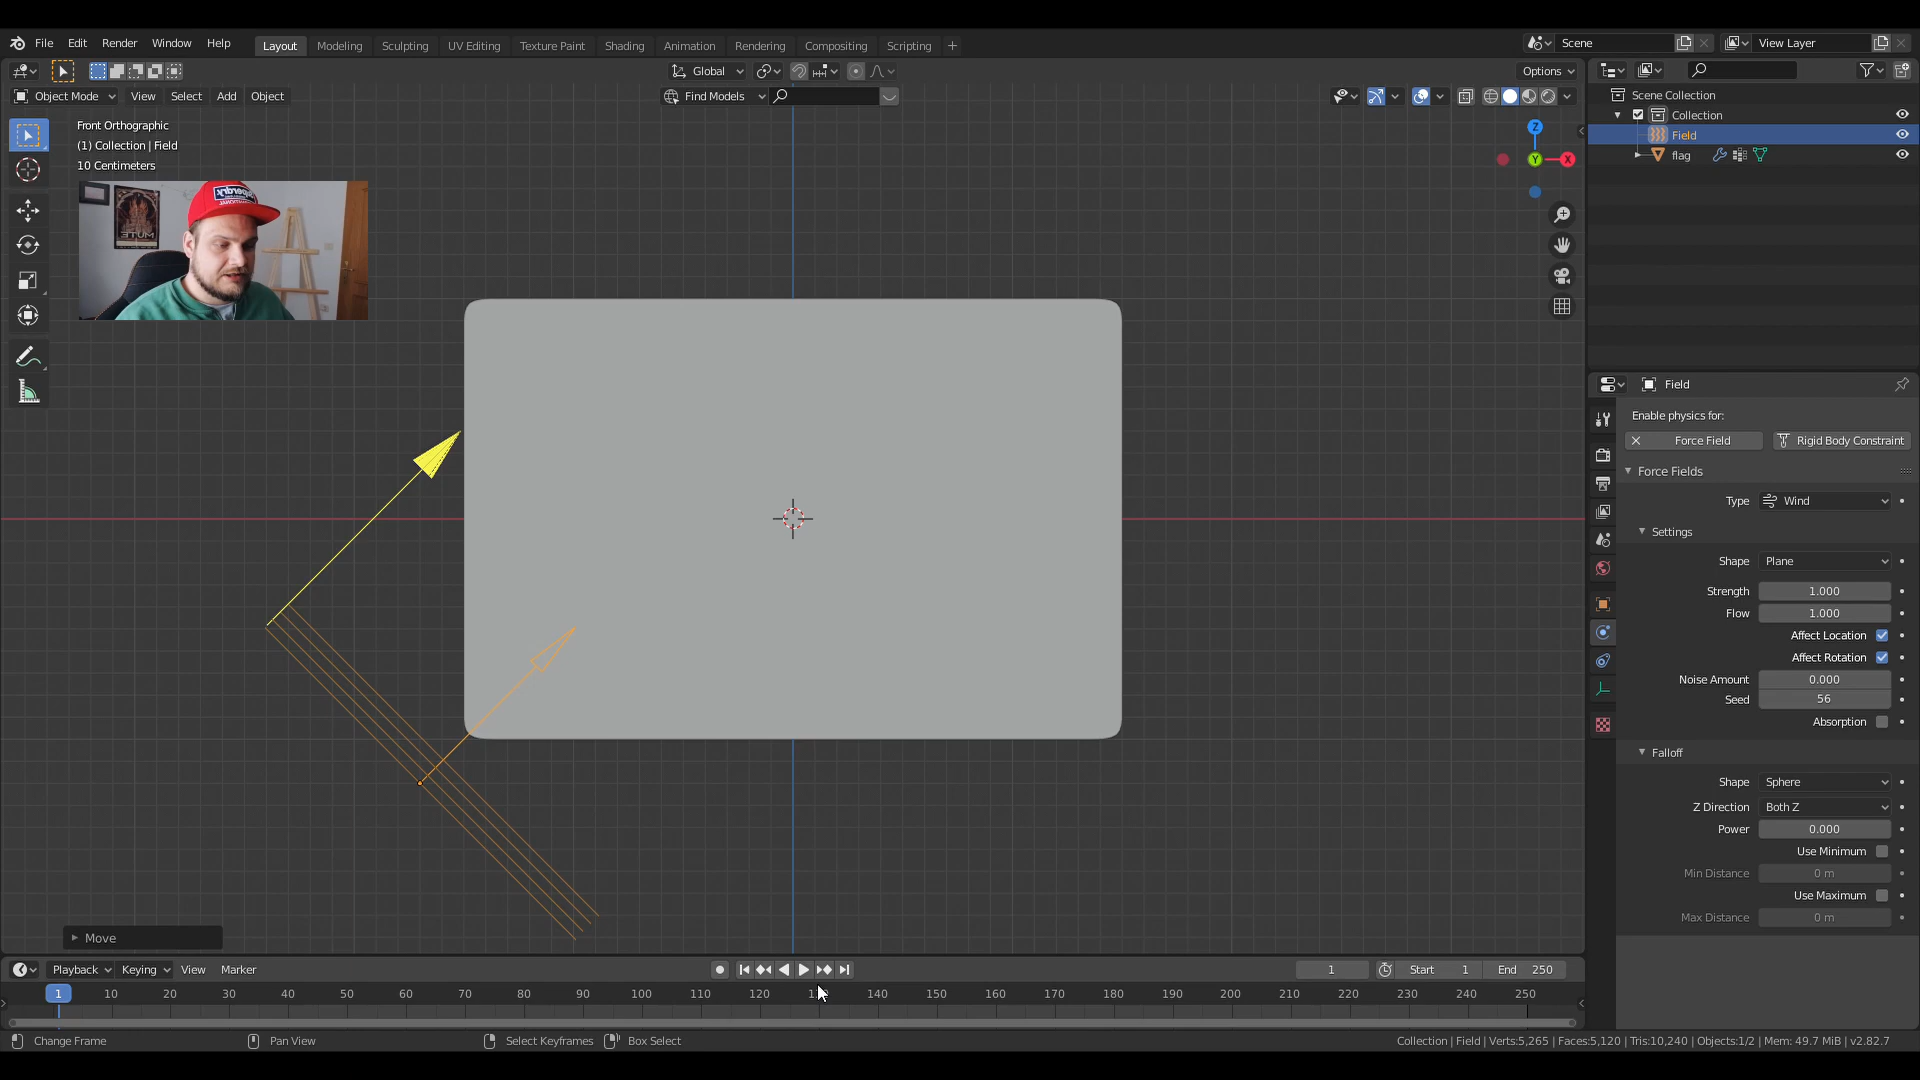 File Edit Render Window Help
Layout Modeling Sculpting UV Editing Texture Paint Shading Animation Rendering Compositing Scripting +
Scene
View Layer
Global
Options
Object Mode View Select Add Object
Find Models
Front Orthographic
(1) Collection | Field
10 Centimeters
Z
Y
X
MUTE
Scene Collection
Collection
Field
flag
Field
Enable physics for:
Force Field
Rigid Body Constraint
Force Fields
Type Wind
Settings
Shape Plane
Strength 1.000
Flow 1.000
Affect Location
Affect Rotation
Noise Amount 0.000
Seed 56
Absorption
Falloff
Shape Sphere
Z Direction Both Z
Power 0.000
Use Minimum
Min Distance 0 m
Use Maximum
Max Distance 0 m
Move
Playback Keying View Marker
1
Start 1
End 250
1 10 20 30 40 50 60 70 80 90 100 110 120 130 140 150 160 170 180 190 200 210 220 230 240 250
Change Frame
Pan View
Select Keyframes
Box Select
Collection | Field | Verts:5,265 | Faces:5,120 | Tris:10,240 | Objects:1/2 | Mem: 49.7 MiB | v2.82.7